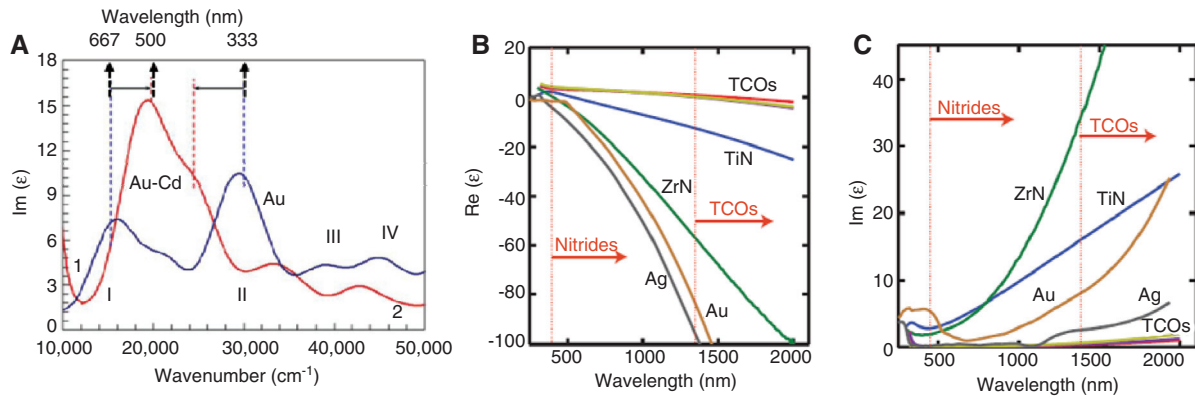 A
Wavelength (nm)
667 500 333
Im (ε)
18
15
12
9
6
3
0
Au-Cd
Au
III
IV
1
I
II
2
10,000 20,000 30,000 40,000 50,000
Wavenumber (cm⁻¹)
B
Re (ε)
20
0
-20
-40
-60
-80
-100
TCOs
TiN
ZrN
TCOs
Nitrides
Ag
Au
500 1000 1500 2000
Wavelength (nm)
C
Im (ε)
40
30
20
10
0
Nitrides
TCOs
ZrN
TiN
Au
Ag
TCOs
500 1000 1500 2000
Wavelength (nm)